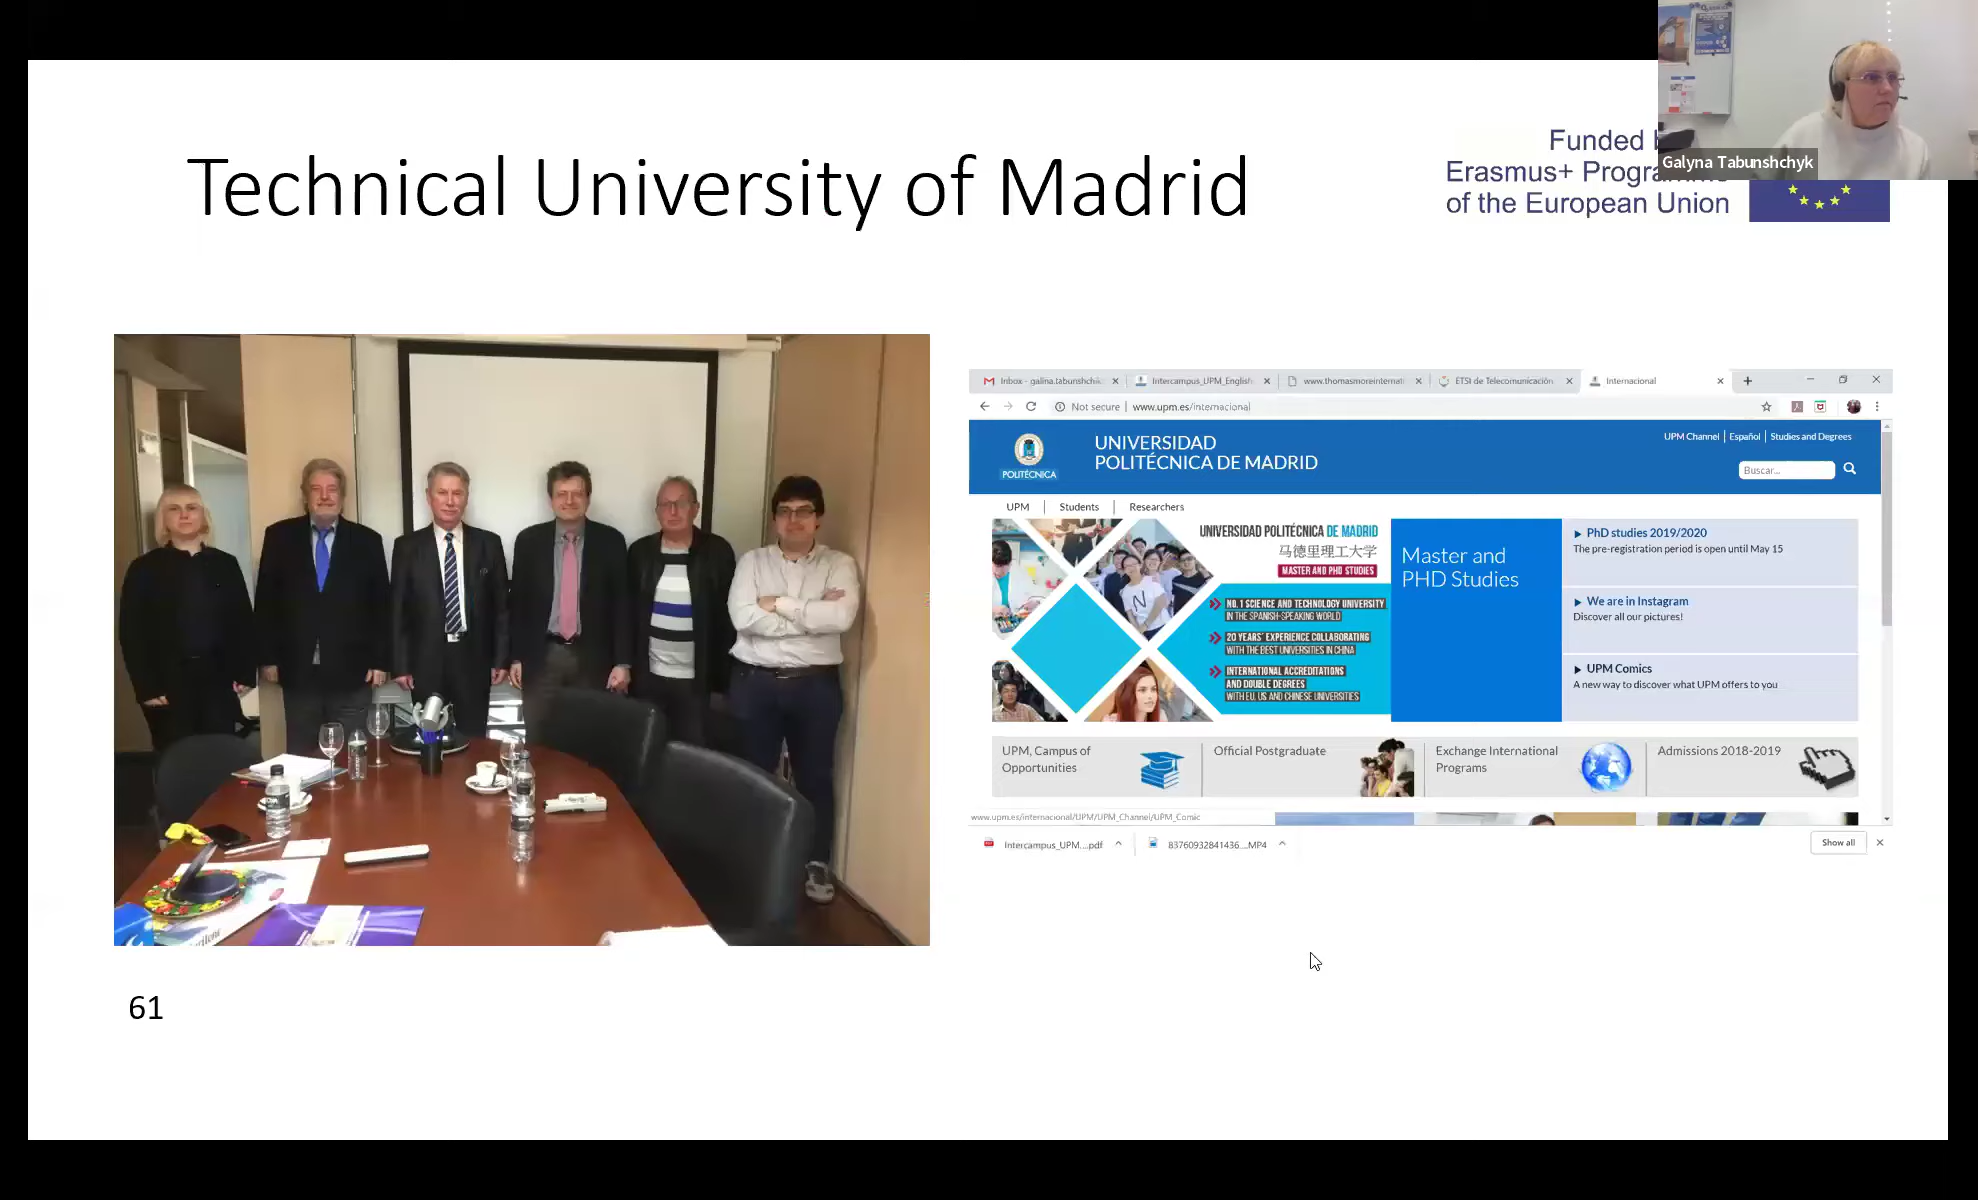 Technical University of Madrid
Funded b
Erasmus+ Programme
of the European Union
Galyna Tabunshchyk
Inbox - galina.tabunshchik
Intercampus_UPM_English
www.thomasmoreinternati
ETSI de Telecomunicación
Internacional
Not secure | www.upm.es/internacional
POLITÉCNICA
UNIVERSIDAD
POLITÉCNICA DE MADRID
UPM Channel | Español | Studies and Degrees
Buscar...
UPM | Students | Researchers
UNIVERSIDAD POLITÉCNICA DE MADRID
马德里理工大学
MASTER AND PHD STUDIES
NO. 1 SCIENCE AND TECHNOLOGY UNIVERSITY
IN THE SPANISH-SPEAKING WORLD
20 YEARS´ EXPERIENCE COLLABORATING
WITH THE BEST UNIVERSITIES IN CHINA
INTERNATIONAL ACCREDITATIONS
AND DOUBLE DEGREES
WITH EU, US AND CHINESE UNIVERSITIES
Master and
PHD Studies
PhD studies 2019/2020
The pre-registration period is open until May 15
We are in Instagram
Discover all our pictures!
UPM Comics
A new way to discover what UPM offers to you
UPM, Campus of
Opportunities
Official Postgraduate
Exchange International
Programs
Admissions 2018-2019
www.upm.es/internacional/UPM/UPM_Channel/UPM_Comic
Intercampus_UPM....pdf
83760932841436....MP4
Show all
61